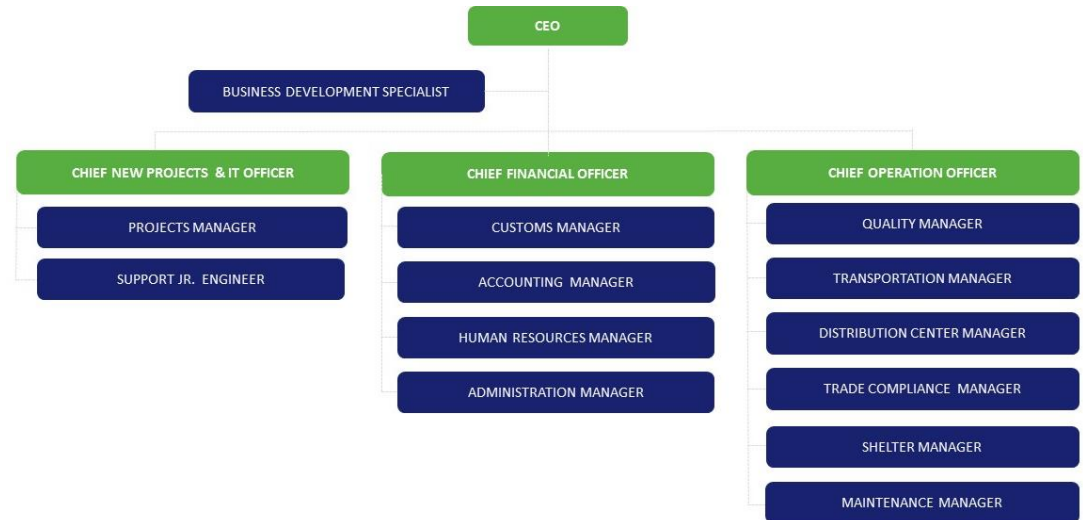 CEO
BUSINESS DEVELOPMENT SPECIALIST
CHIEF NEW PROJECTS & IT OFFICER
PROJECTS MANAGER
SUPPORT JR. ENGINEER
CHIEF FINANCIAL OFFICER
CUSTOMS MANAGER
ACCOUNTING MANAGER
HUMAN RESOURCES MANAGER
ADMINISTRATION MANAGER
CHIEF OPERATION OFFICER
QUALITY MANAGER
TRANSPORTATION MANAGER
DISTRIBUTION CENTER MANAGER
TRADE COMPLIANCE MANAGER
SHELTER MANAGER
MAINTENANCE MANAGER